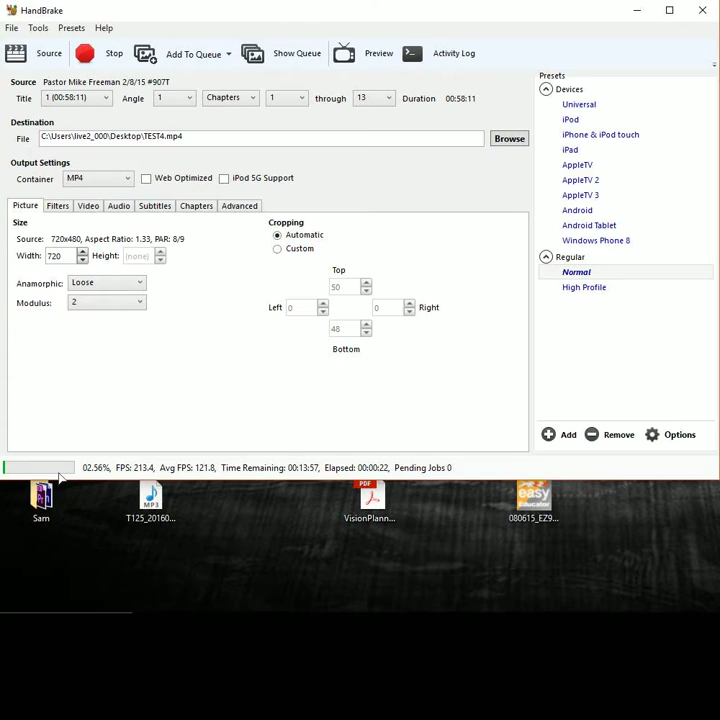 HandBrake
File Tools Presets Help
Source Stop Add To Queue Show Queue Preview Activity Log
Source Pastor Mike Freeman 2/8/15 #907T
Title 1 (00:58:11) Angle 1 Chapters 1 through 13 Duration 00:58:11
Destination
File C:\Users\live2_000\Desktop\TEST4.mp4 Browse
Output Settings
Container MP4 Web Optimized iPod 5G Support
Picture Filters Video Audio Subtitles Chapters Advanced
Size
Source: 720x480, Aspect Ratio: 1.33, PAR: 8/9
Width: 720 Height: (none)
Anamorphic: Loose
Modulus: 2
Cropping
Automatic
Custom
Top
50
Left 0 0 Right
48
Bottom
Presets
Devices
Universal
iPod
iPhone & iPod touch
iPad
AppleTV
AppleTV 2
AppleTV 3
Android
Android Tablet
Windows Phone 8
Regular
Normal
High Profile
Add Remove Options
02.56%, FPS: 213.4, Avg FPS: 121.8, Time Remaining: 00:13:57, Elapsed: 00:00:22, Pending Jobs 0
Pr MP3 PDF easy
Educator
Sam T125_20160... VisionPlann... 080615_EZ9...